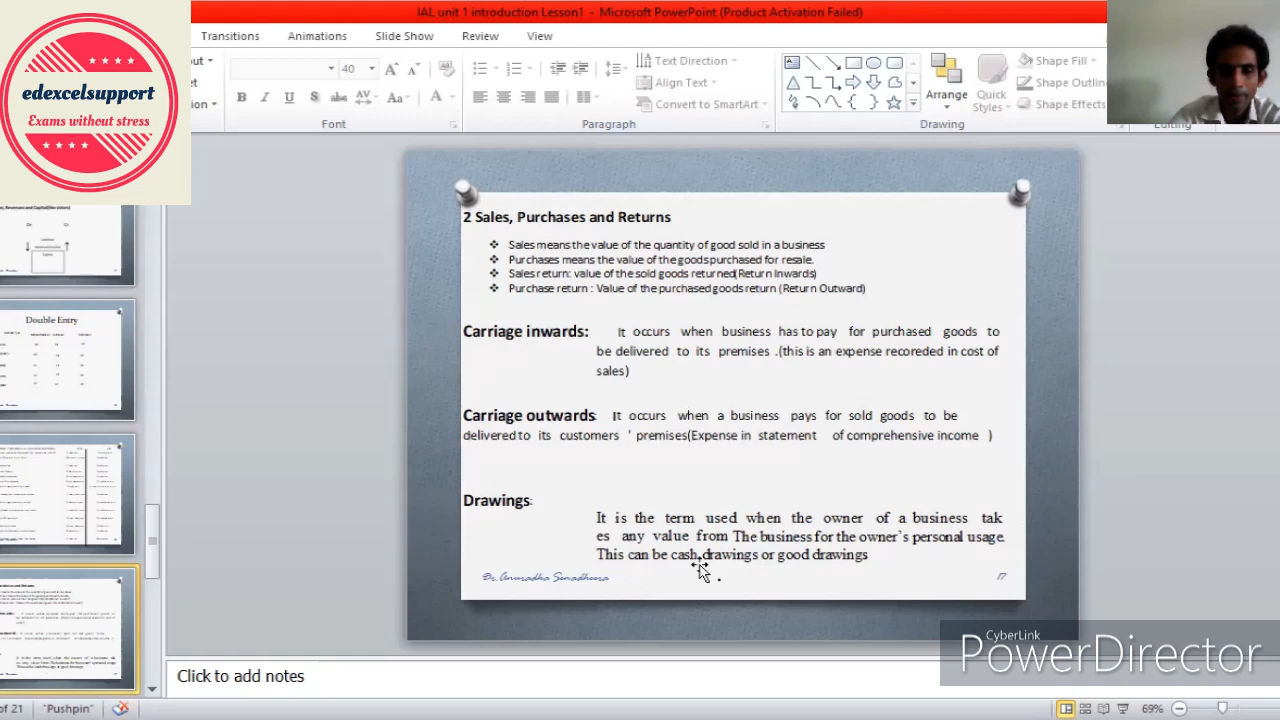 IAL unit 1 introduction Lesson1 - Microsoft PowerPoint (Product Activation Failed)
Transitions Animations Slide Show Review View
edexcelsupport
Exams without stress
40
Text Direction
Align Text
Convert to SmartArt
Arrange
Quick Styles
Shape Fill
Shape Outlin
Shape Effects
Font Paragraph Drawing Editing
Double Entry
2 Sales, Purchases and Returns
Sales means the value of the quantity of good sold in a business
Purchases means the value of the goods purchased for resale.
Sales return: value of the sold goods returned(Return Inwards)
Purchase return : Value of the purchased goods return (Return Outward)
Carriage inwards: It occurs when business has to pay for purchased goods to
be delivered to its premises .(this is an expense recoreded in cost of
sales)
Carriage outwards: It occurs when a business pays for sold goods to be
delivered to its customers ' premises(Expense in statement of comprehensive income )
Drawings:
It is the term used when the owner of a business tak
es any value from The business for the owner's personal usage.
This can be cash drawings or good drawings
Dr. Anuradha Simadhura 17
CyberLink
PowerDirector
Click to add notes
of 21 "Pushpin" 69%